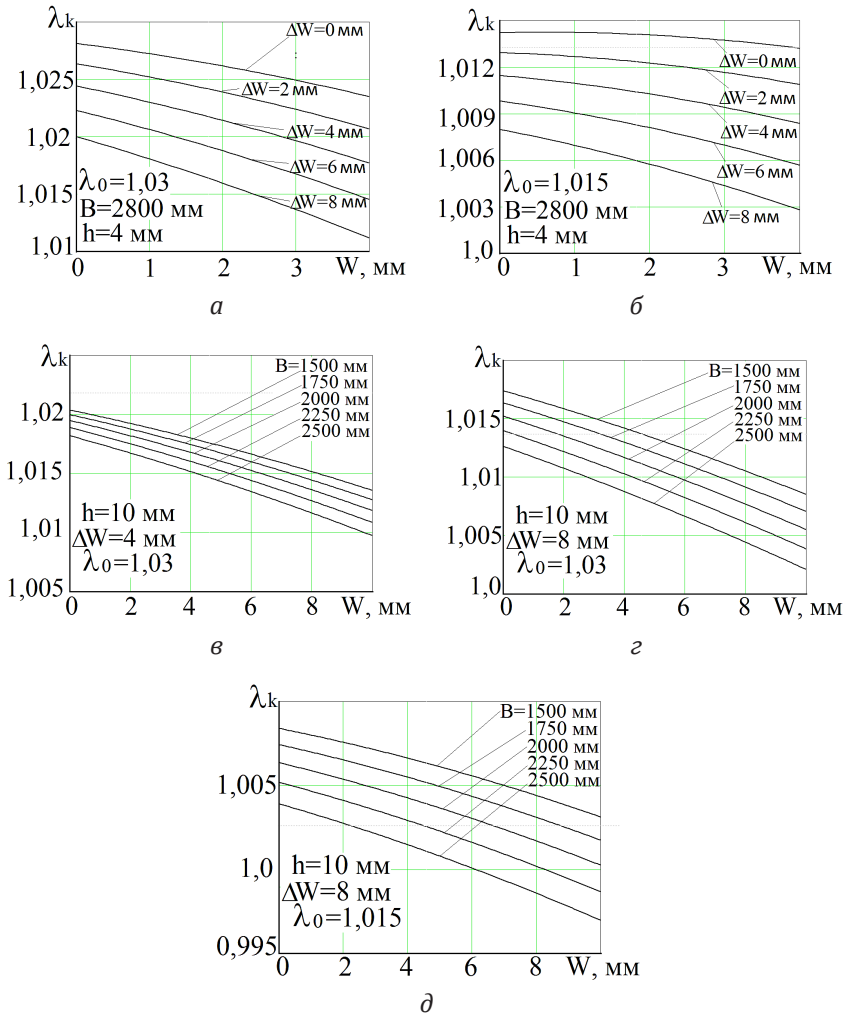 λk
ΔW=0 мм
1,025
ΔW=2 мм
ΔW=4 мм
1,02
ΔW=6 мм
λ0=1,03
1,015
ΔW=8 мм
B=2800 мм
h=4 мм
1,01
0 1 2 3 W, мм
а
λk
ΔW=0 мм
1,012
ΔW=2 мм
1,009
ΔW=4 мм
1,006
ΔW=6 мм
λ0=1,015
1,003
B=2800 мм
ΔW=8 мм
h=4 мм
1,0
0 1 2 3 W, мм
б
λk
B=1500 мм
1750 мм
2000 мм
1,02
2250 мм
2500 мм
1,015
h=10 мм
1,01
ΔW=4 мм
λ0=1,03
1,005
0 2 4 6 8 W, мм
в
λk
B=1500 мм
1750 мм
2000 мм
1,015
2250 мм
2500 мм
1,01
h=10 мм
1,005
ΔW=8 мм
λ0=1,03
1,0
0 2 4 6 8 W, мм
г
λk
B=1500 мм
1750 мм
2000 мм
2250 мм
1,005
2500 мм
1,0
h=10 мм
ΔW=8 мм
λ0=1,015
0,995
0 2 4 6 8 W, мм
д